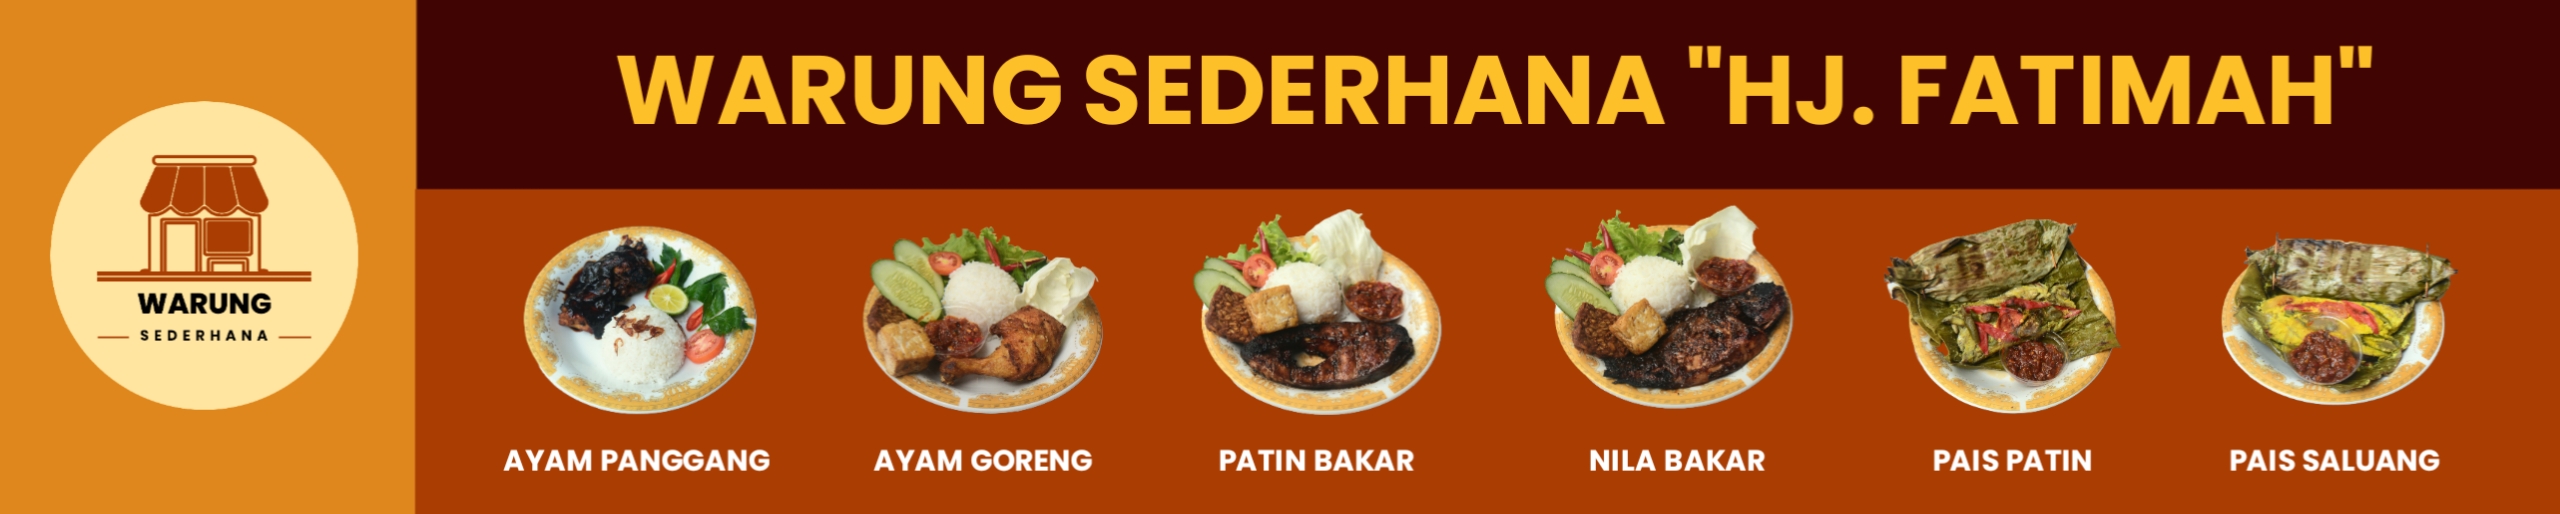 WARUNG SEDERHANA "HJ. FATIMAH"
WARUNG
SEDERHANA
AYAM PANGGANG
AYAM GORENG
PATIN BAKAR
NILA BAKAR
PAIS PATIN
PAIS SALUANG